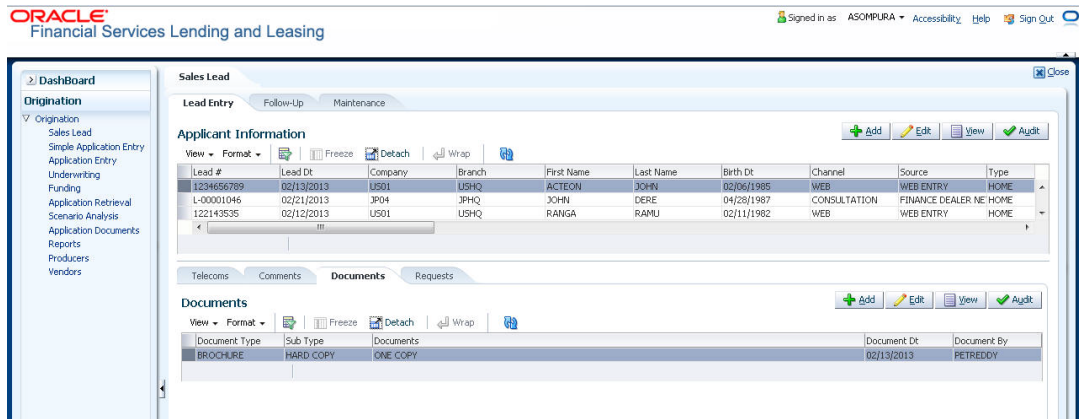 ORACLE
Financial Services Lending and Leasing
Signed in as ASOMPURA Accessibility Help Sign Out
DashBoard
Origination
Origination
Sales Lead
Simple Application Entry
Application Entry
Underwriting
Funding
Application Retrieval
Scenario Analysis
Application Documents
Reports
Producers
Vendors
Sales Lead
Close
Lead Entry Follow-Up Maintenance
Applicant Information
Add Edit View Audit
View Format Freeze Detach Wrap
Lead # Lead Dt Company Branch First Name Last Name Birth Dt Channel Source Type
1234656789 02/13/2013 US01 USHQ ACTEON JOHN 02/06/1985 WEB WEB ENTRY HOME
L-00001046 02/21/2013 JP04 JPHQ JOHN DERE 04/28/1987 CONSULTATION FINANCE DEALER NE HOME
122143535 02/12/2013 US01 USHQ RANGA RAMU 02/11/1982 WEB WEB ENTRY HOME
Telecoms Comments Documents Requests
Documents
Add Edit View Audit
View Format Freeze Detach Wrap
Document Type Sub Type Documents Document Dt Document By
BROCHURE HARD COPY ONE COPY 02/13/2013 PETREDDY